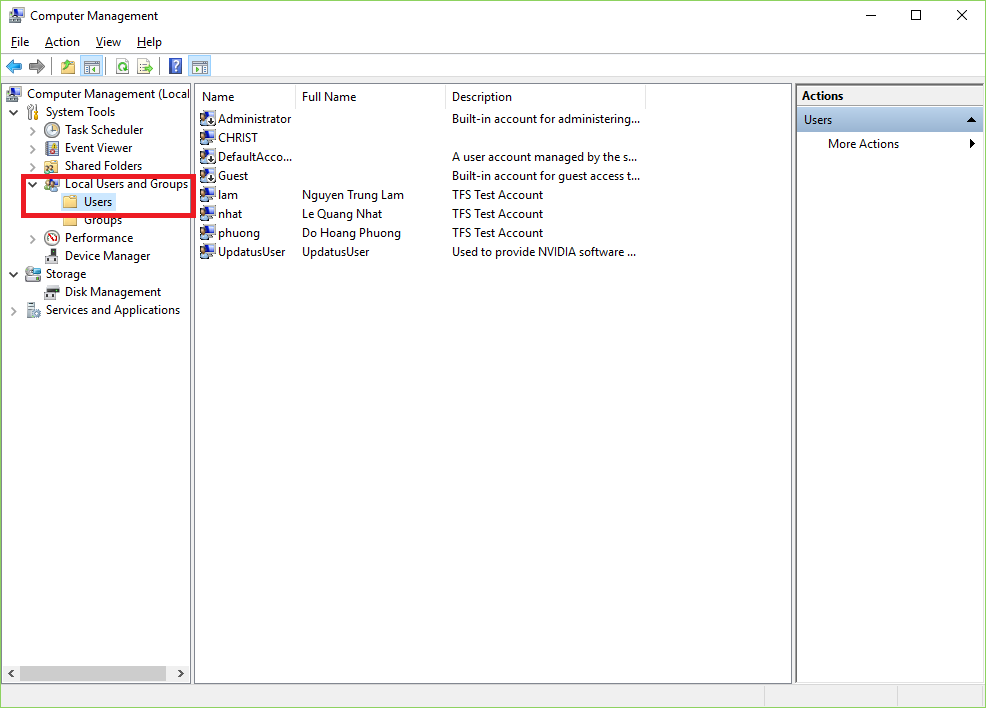 Computer Management
File Action View Help
Computer Management (Local
System Tools
Task Scheduler
Event Viewer
Shared Folders
Local Users and Groups
Users
Groups
Performance
Device Manager
Storage
Disk Management
Services and Applications
Name Full Name Description
Administrator Built-in account for administering...
CHRIST
DefaultAcco... A user account managed by the s...
Guest Built-in account for guest access t...
lam Nguyen Trung Lam TFS Test Account
nhat Le Quang Nhat TFS Test Account
phuong Do Hoang Phuong TFS Test Account
UpdatusUser UpdatusUser Used to provide NVIDIA software ...
Actions
Users
More Actions